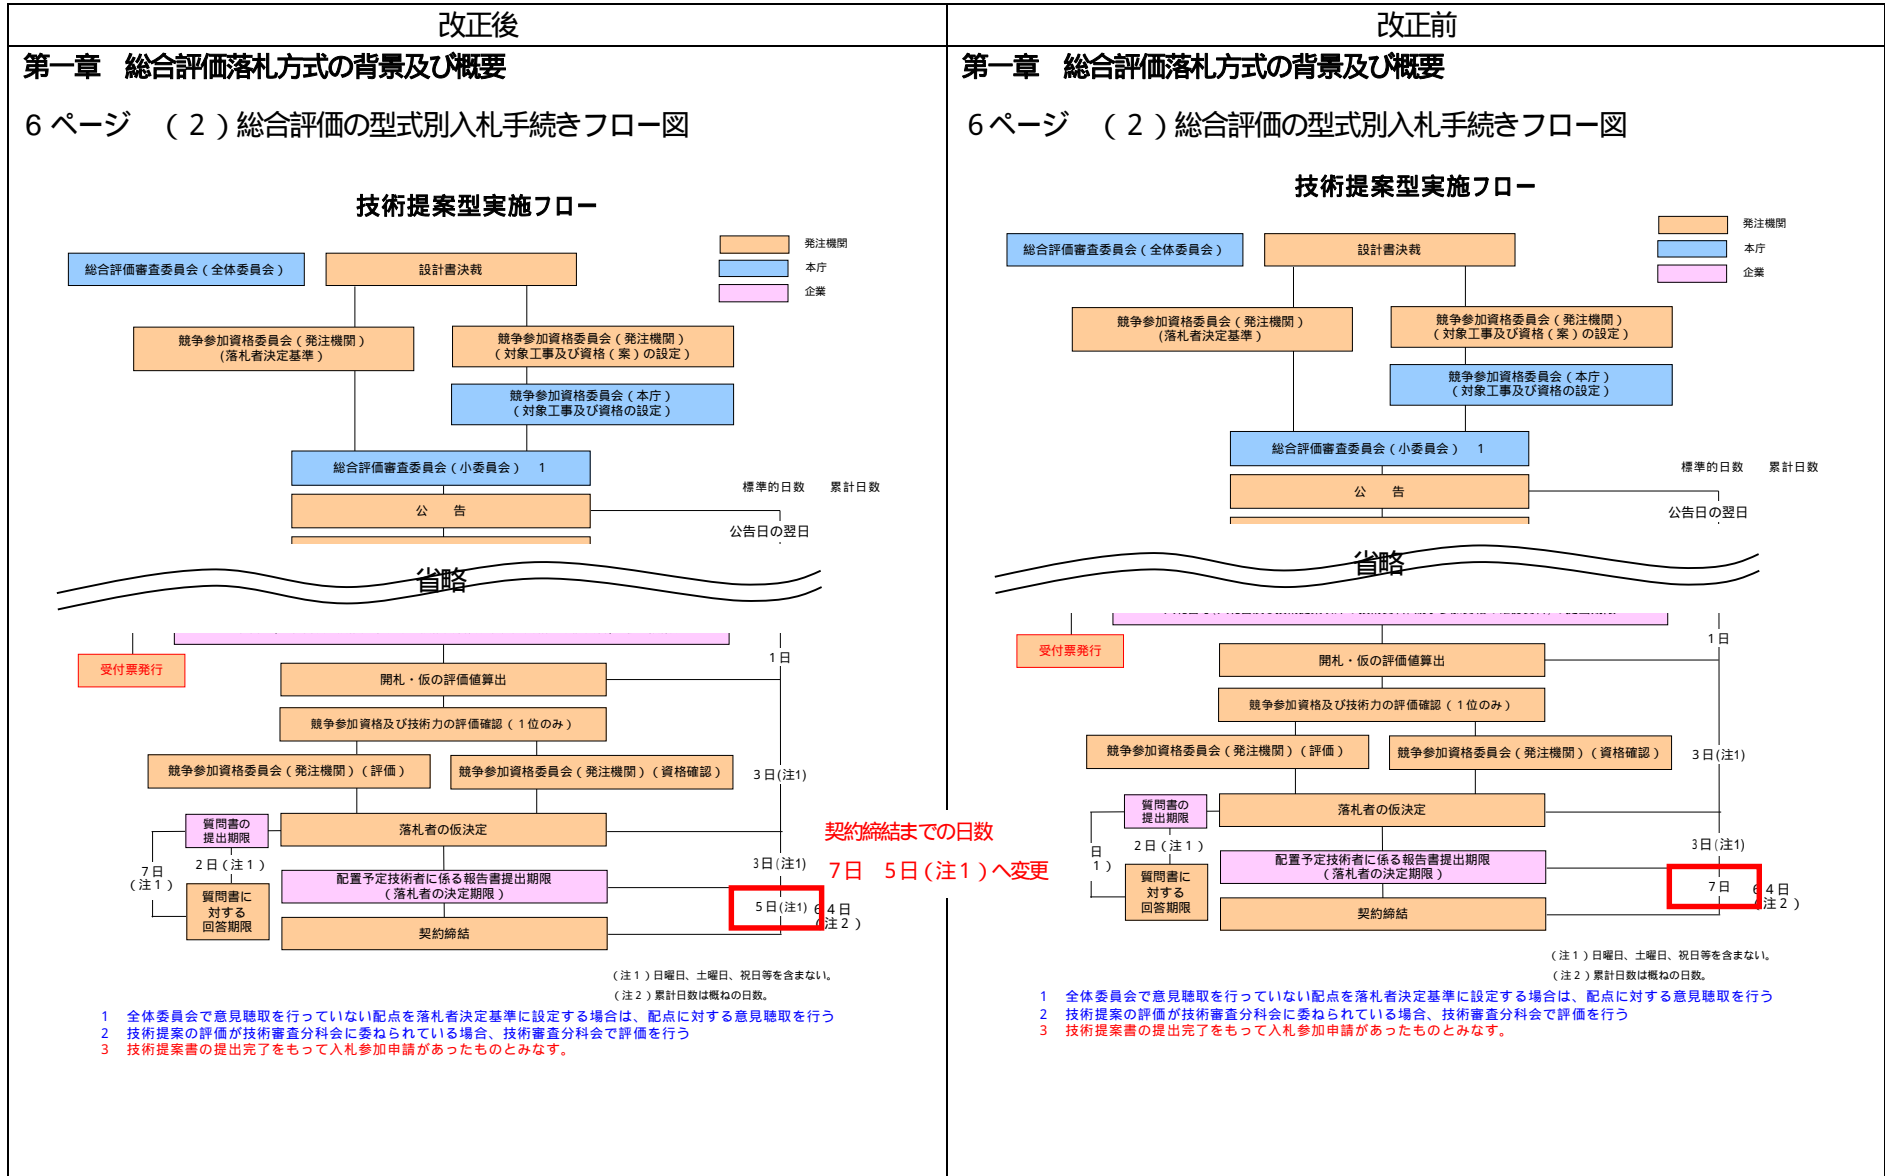 改正後
第一章　総合評価落札方式の背景及び概要
6ページ　（2）総合評価の型式別入札手続きフロー図
技術提案型実施フロー
発注機関
本庁
企業
総合評価審査委員会（全体委員会）
設計書決裁
競争参加資格委員会（発注機関）
(落札者決定基準）
競争参加資格委員会（発注機関）
（対象工事及び資格（案）の設定）
競争参加資格委員会（本庁）
（対象工事及び資格の設定）
総合評価審査委員会（小委員会）　1
標準的日数　累計日数
公　告
公告日の翌日
省略
1日
受付票発行
開札・仮の評価値算出
競争参加資格及び技術力の評価確認（1位のみ）
競争参加資格委員会（発注機関）（評価）
競争参加資格委員会（発注機関）（資格確認）
3日(注1)
質問書の
提出期限
落札者の仮決定
2日（注1）
7日
（注1）
3日(注1)
配置予定技術者に係る報告書提出期限
（落札者の決定期限）
質問書に
対する
回答期限
5日(注1)
64日
（注2）
契約締結
契約締結までの日数
7日　5日(注1)へ変更
（注1）日曜日、土曜日、祝日等を含まない。
（注2）累計日数は概ねの日数。
1　全体委員会で意見聴取を行っていない配点を落札者決定基準に設定する場合は、配点に対する意見聴取を行う
2　技術提案の評価が技術審査分科会に委ねられている場合、技術審査分科会で評価を行う
3　技術提案書の提出完了をもって入札参加申請があったものとみなす。
改正前
第一章　総合評価落札方式の背景及び概要
6ページ　（2）総合評価の型式別入札手続きフロー図
技術提案型実施フロー
発注機関
本庁
企業
総合評価審査委員会（全体委員会）
設計書決裁
競争参加資格委員会（発注機関）
(落札者決定基準）
競争参加資格委員会（発注機関）
（対象工事及び資格（案）の設定）
競争参加資格委員会（本庁）
（対象工事及び資格の設定）
総合評価審査委員会（小委員会）　1
標準的日数　累計日数
公　告
公告日の翌日
省略
1日
受付票発行
開札・仮の評価値算出
競争参加資格及び技術力の評価確認（1位のみ）
競争参加資格委員会（発注機関）（評価）
競争参加資格委員会（発注機関）（資格確認）
3日(注1)
質問書の
提出期限
落札者の仮決定
2日（注1）
日
1）
3日(注1)
配置予定技術者に係る報告書提出期限
（落札者の決定期限）
質問書に
対する
回答期限
7日
64日
（注2）
契約締結
（注1）日曜日、土曜日、祝日等を含まない。
（注2）累計日数は概ねの日数。
1　全体委員会で意見聴取を行っていない配点を落札者決定基準に設定する場合は、配点に対する意見聴取を行う
2　技術提案の評価が技術審査分科会に委ねられている場合、技術審査分科会で評価を行う
3　技術提案書の提出完了をもって入札参加申請があったものとみなす。